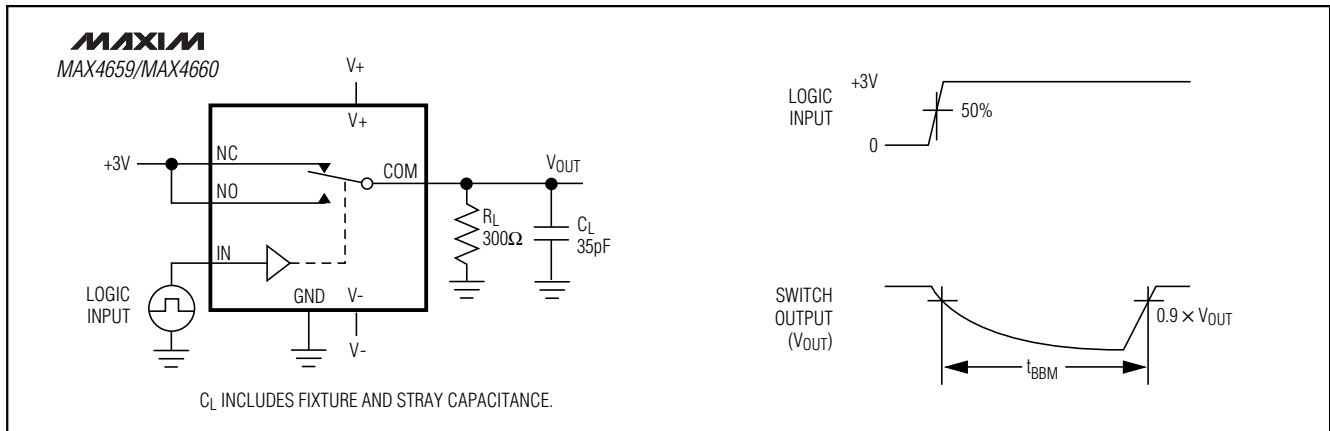 MAXIM
MAX4659/MAX4660
V+
V+
+3V
NC
NO
COM
VOUT
RL
300Ω
CL
35pF
IN
LOGIC
INPUT
GND
V-
V-
CL INCLUDES FIXTURE AND STRAY CAPACITANCE.
LOGIC
INPUT
+3V
50%
0
SWITCH
OUTPUT
(VOUT)
0.9 × VOUT
tBBM